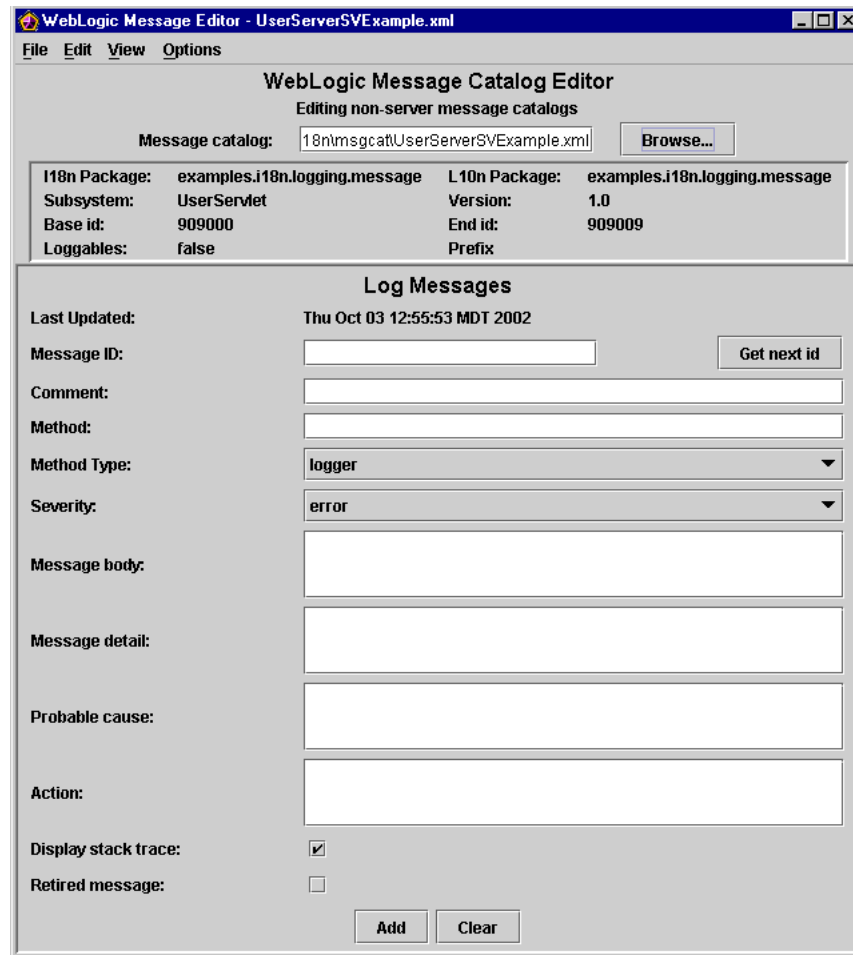 WebLogic Message Editor - UserServerSVExample.xml
File Edit View Options
WebLogic Message Catalog Editor
Editing non-server message catalogs
Message catalog: 18n\msgcat\UserServerSVExample.xml Browse...
I18n Package: examples.i18n.logging.message L10n Package: examples.i18n.logging.message
Subsystem: UserServlet Version: 1.0
Base id: 909000 End id: 909009
Loggables: false Prefix
Log Messages
Last Updated: Thu Oct 03 12:55:53 MDT 2002
Message ID: Get next id
Comment:
Method:
Method Type: logger
Severity: error
Message body:
Message detail:
Probable cause:
Action:
Display stack trace:
Retired message:
Add Clear